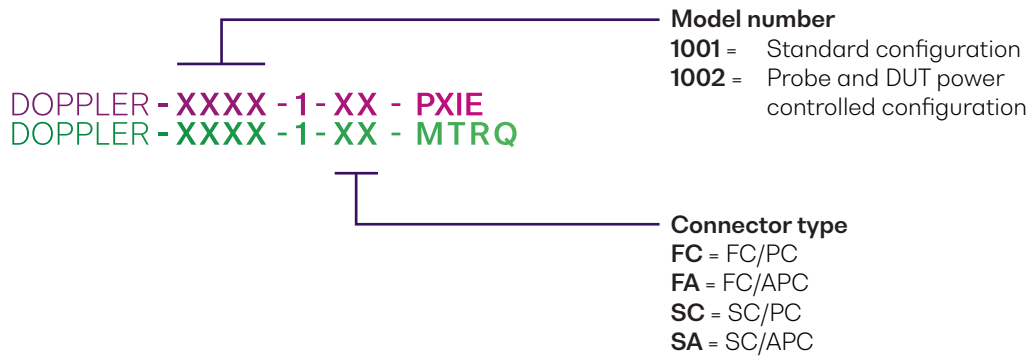 Model number
1001 = Standard configuration
1002 = Probe and DUT power
controlled configuration
DOPPLER - XXXX - 1 - XX - PXIE
DOPPLER - XXXX - 1 - XX - MTRQ
Connector type
FC = FC/PC
FA = FC/APC
SC = SC/PC
SA = SC/APC